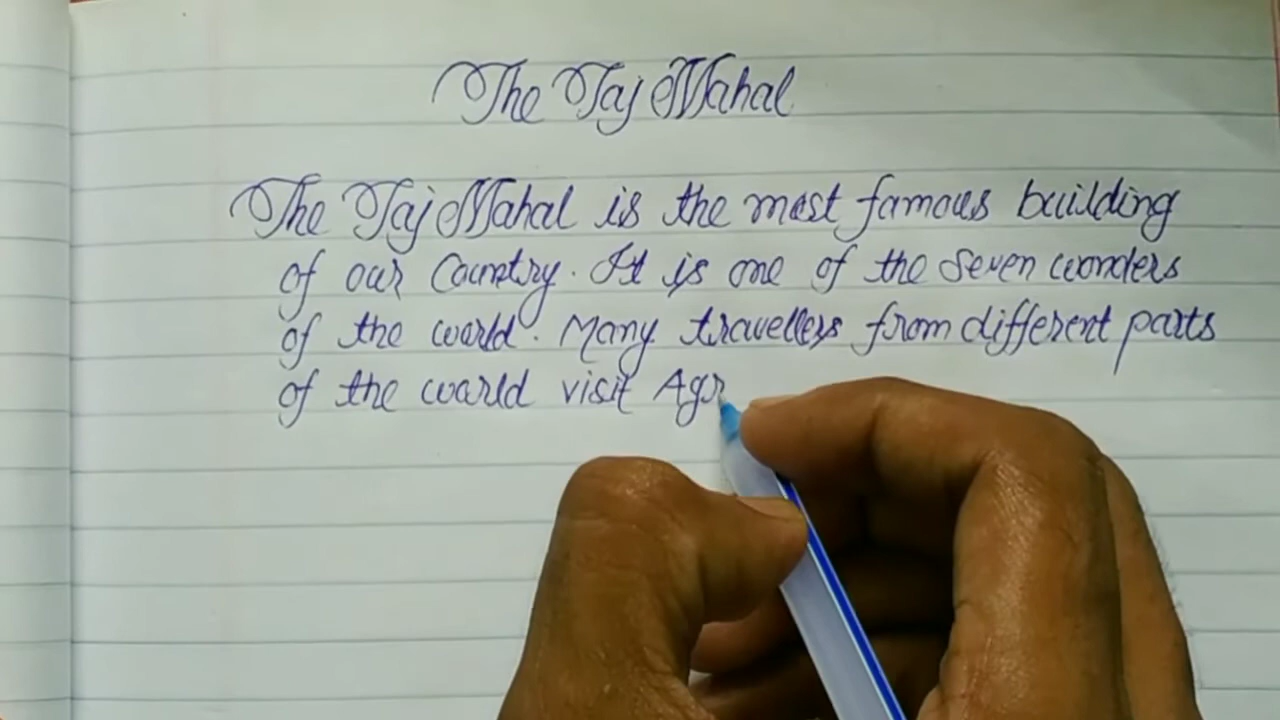 The Taj Mahal
The Taj Mahal is the most famous building
of our Country. It is one of the Seven wonders
of the world. Many travellers from different parts
of the world visit Agr